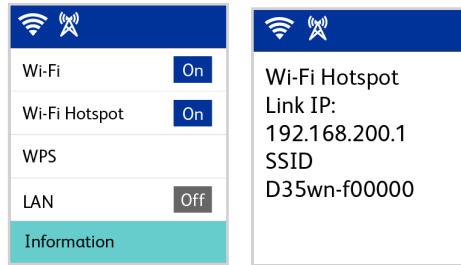 Wi-Fi On
Wi-Fi Hotspot On
WPS
LAN Off
Information
Wi-Fi Hotspot
Link IP:
192.168.200.1
SSID
D35wn-f00000